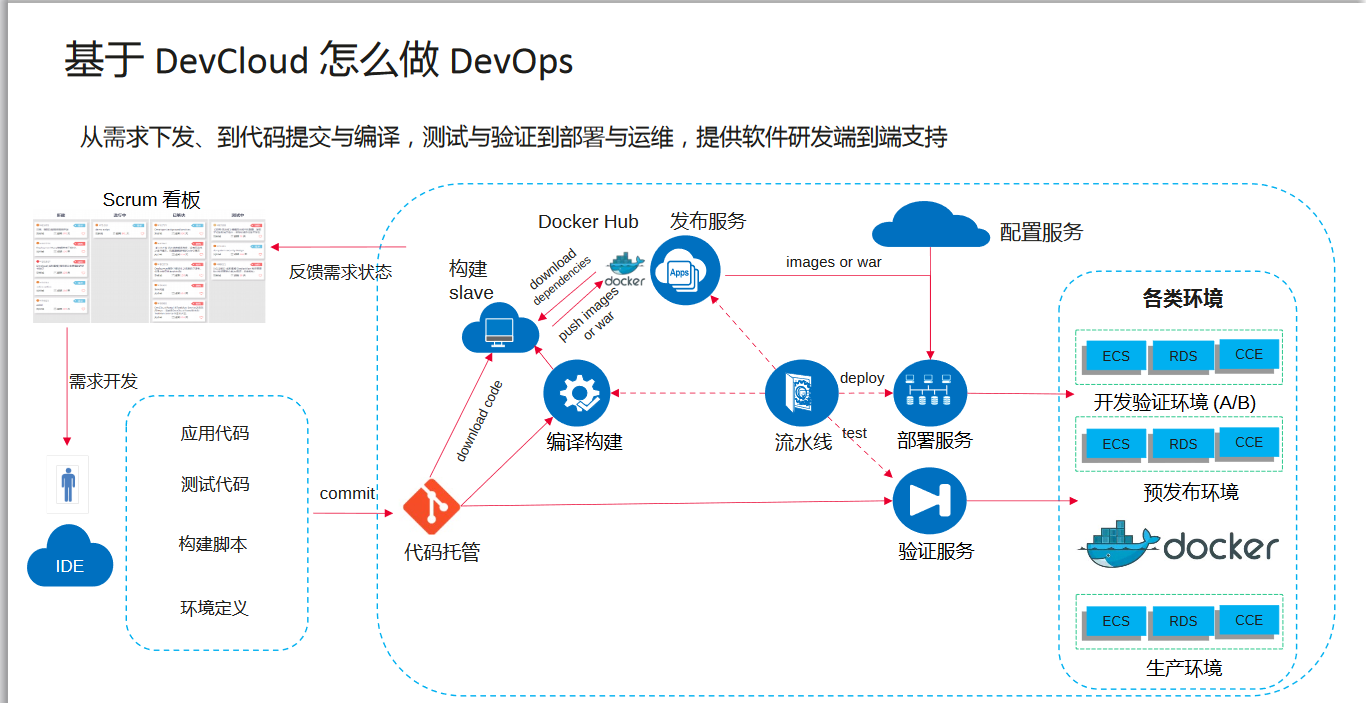 基于 DevCloud 怎么做 DevOps
从需求下发、到代码提交与编译，测试与验证到部署与运维，提供软件研发端到端支持
Scrum 看板
反馈需求状态
需求开发
IDE
应用代码
测试代码
构建脚本
环境定义
commit
代码托管
download code
构建
slave
Docker Hub
download
dependencies
docker
push images
or war
编译构建
发布服务
Apps
images or war
配置服务
流水线
deploy
test
部署服务
验证服务
各类环境
ECS
RDS
CCE
开发验证环境 (A/B)
ECS
RDS
CCE
预发布环境
docker
ECS
RDS
CCE
生产环境